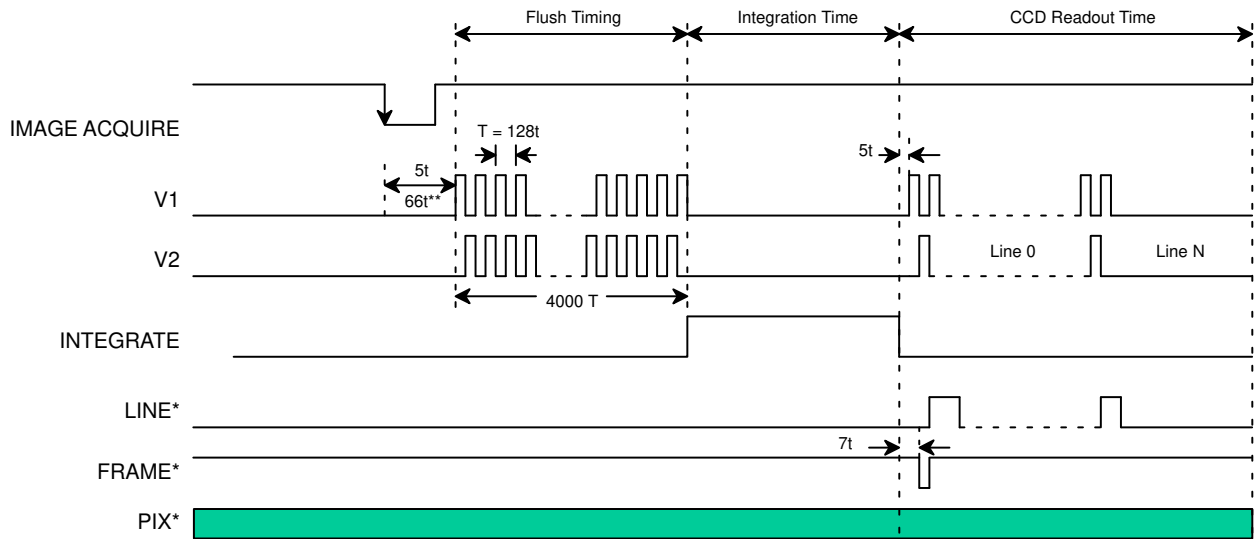 Flush Timing Integration Time CCD Readout Time
IMAGE ACQUIRE
T = 128t
5t
5t
66t**
V1
V2
Line 0 Line N
4000 T
INTEGRATE
LINE*
7t
FRAME*
PIX*